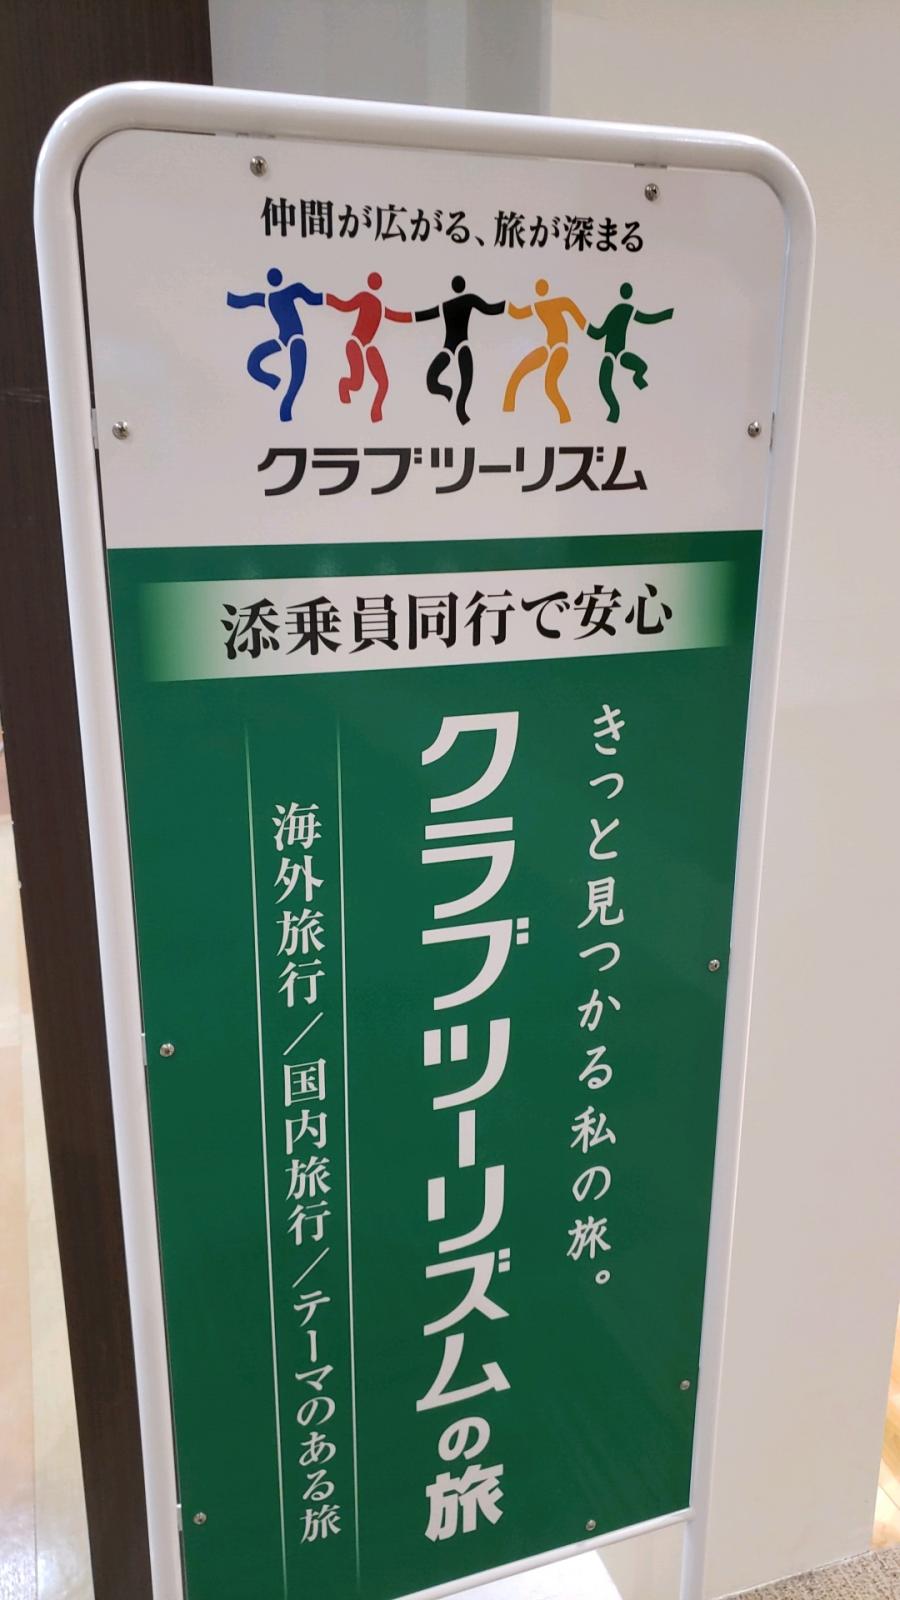 仲間が広がる、旅が深まる
クラブツーリズム
添乗員同行で安心
きっと見つかる私の旅。
クラブツーリズムの旅
海外旅行/国内旅行/テーマのある旅